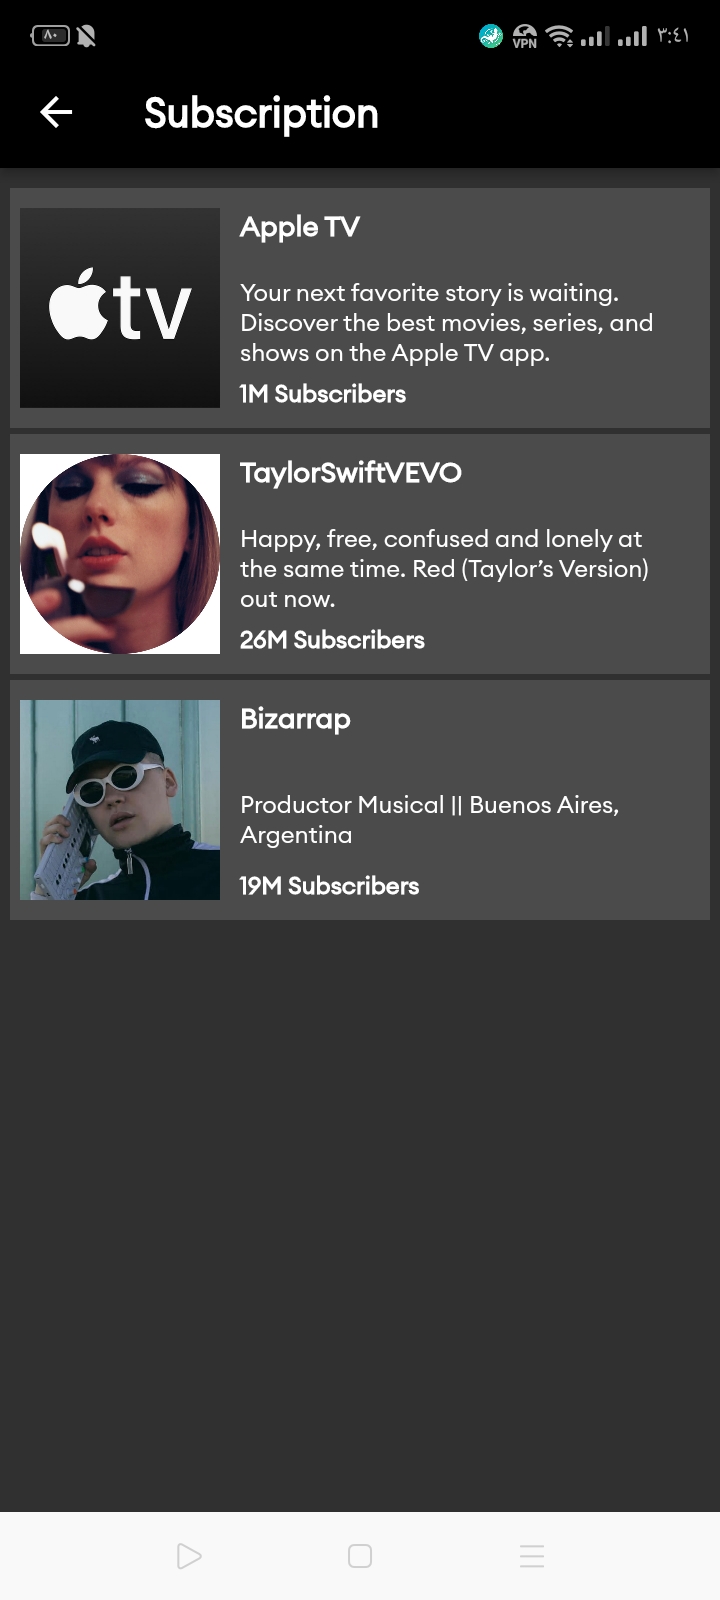 ٨٠
VPN
٣:٤١
Subscription
tv
Apple TV
Your next favorite story is waiting.
Discover the best movies, series, and
shows on the Apple TV app.
1M Subscribers
TaylorSwiftVEVO
Happy, free, confused and lonely at
the same time. Red (Taylor’s Version)
out now.
26M Subscribers
Bizarrap
Productor Musical || Buenos Aires,
Argentina
19M Subscribers